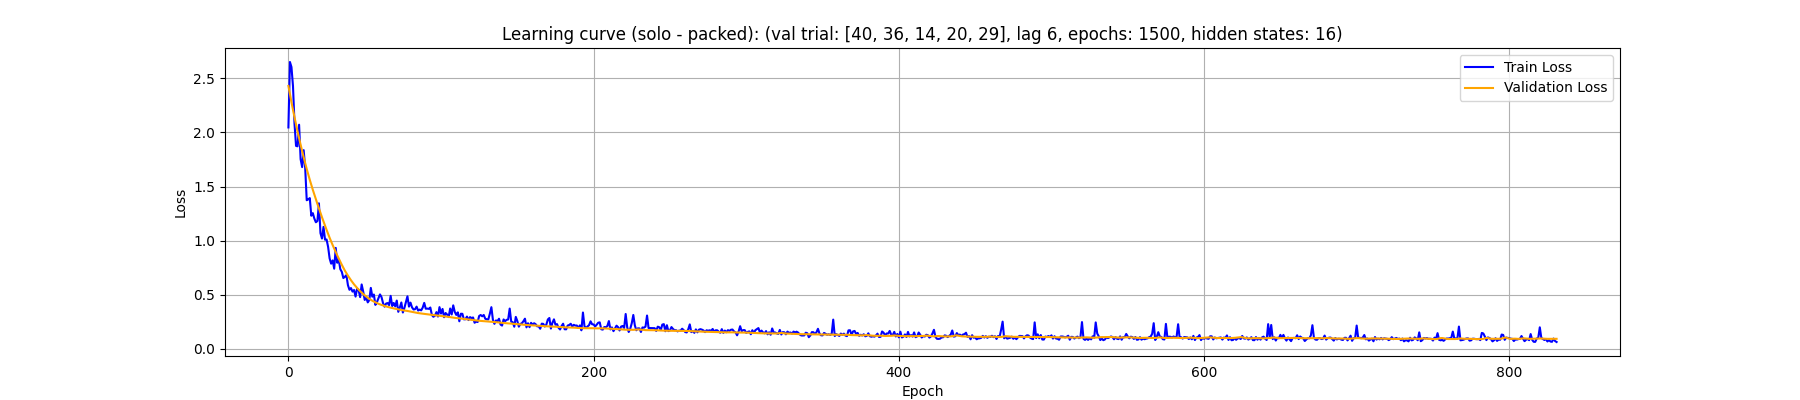 Learning curve (solo - packed): (val trial: [40, 36, 14, 20, 29], lag 6, epochs: 1500, hidden states: 16)
Train Loss
Validation Loss
2.5
2.0
1.5
1.0
0.5
0.0
Loss
0
200
400
600
800
Epoch